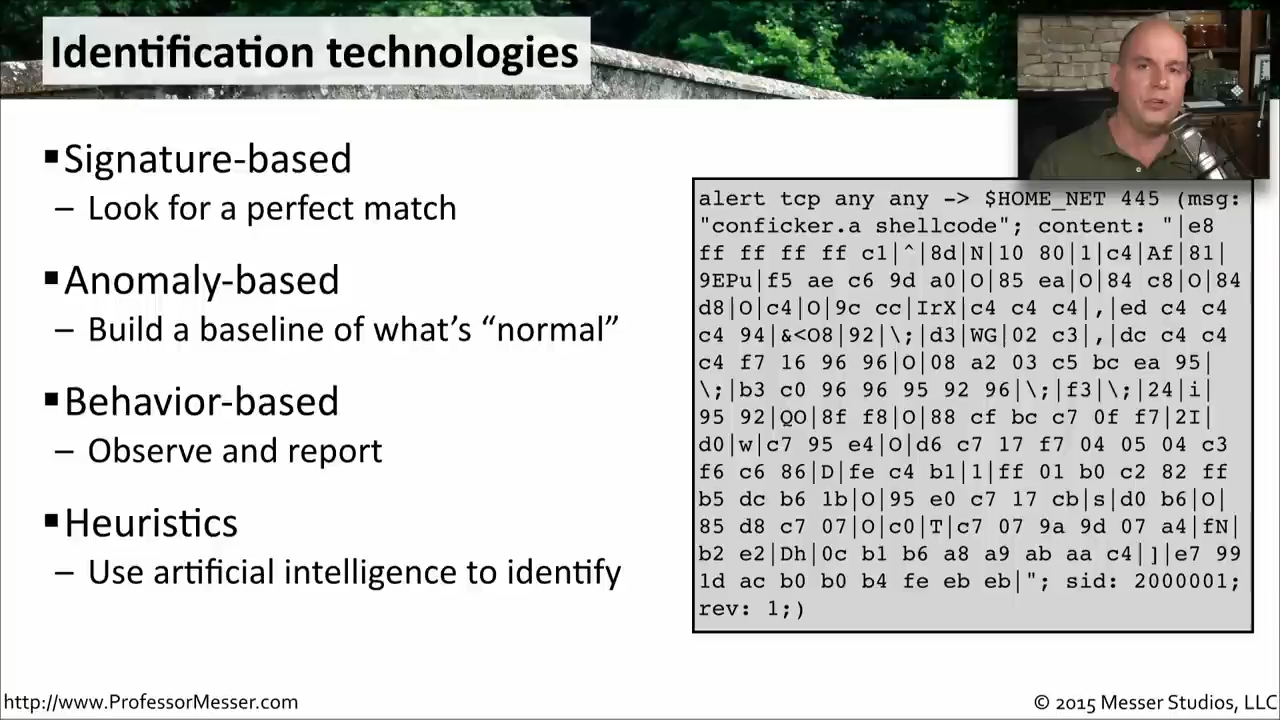 Identification technologies
▪Signature-based
– Look for a perfect match
▪Anomaly-based
– Build a baseline of what's “normal”
▪Behavior-based
– Observe and report
▪Heuristics
– Use artificial intelligence to identify
alert tcp any any -> $HOME_NET 445 (msg:
"conficker.a shellcode"; content: "|e8
ff ff ff ff c1|^|8d|N|10 80|1|c4|Af|81|
9EPu|f5 ae c6 9d a0|O|85 ea|O|84 c8|O|84
d8|O|c4|O|9c cc|IrX|c4 c4 c4|,|ed c4 c4
c4 94|&<O8|92|\;|d3|WG|02 c3|,|dc c4 c4
c4 f7 16 96 96|O|08 a2 03 c5 bc ea 95|
\;|b3 c0 96 96 95 92 96|\;|f3|\;|24|i|
95 92|QO|8f f8|O|88 cf bc c7 0f f7|2I|
d0|w|c7 95 e4|O|d6 c7 17 f7 04 05 04 c3
f6 c6 86|D|fe c4 b1|1|ff 01 b0 c2 82 ff
b5 dc b6 1b|O|95 e0 c7 17 cb|s|d0 b6|O|
85 d8 c7 07|O|c0|T|c7 07 9a 9d 07 a4|fN|
b2 e2|Dh|0c b1 b6 a8 a9 ab aa c4|]|e7 99
1d ac b0 b0 b4 fe eb eb|"; sid: 2000001;
rev: 1;)
http://www.ProfessorMesser.com
© 2015 Messer Studios, LLC